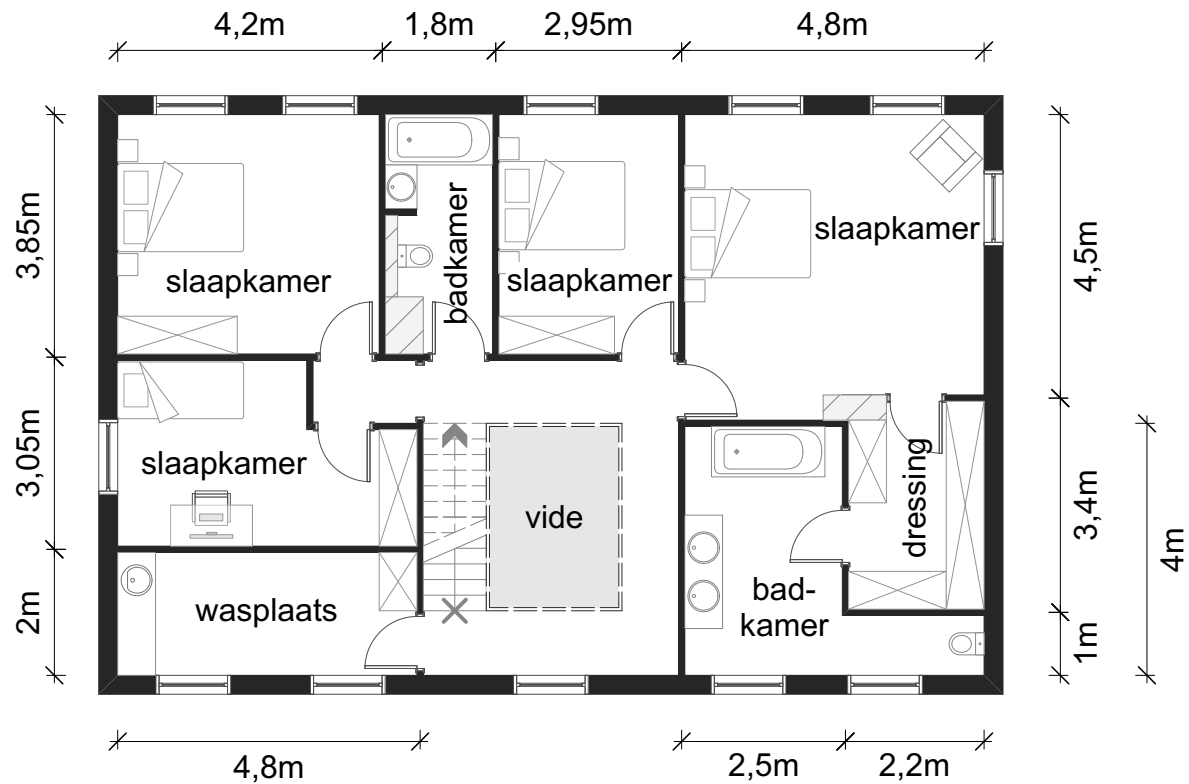 4,2m
1,8m
2,95m
4,8m
3,85m
3,05m
2m
slaapkamer
badkamer
slaapkamer
slaapkamer
slaapkamer
vide
dressing
wasplaats
bad-
kamer
4,5m
3,4m
1m
4m
4,8m
2,5m
2,2m